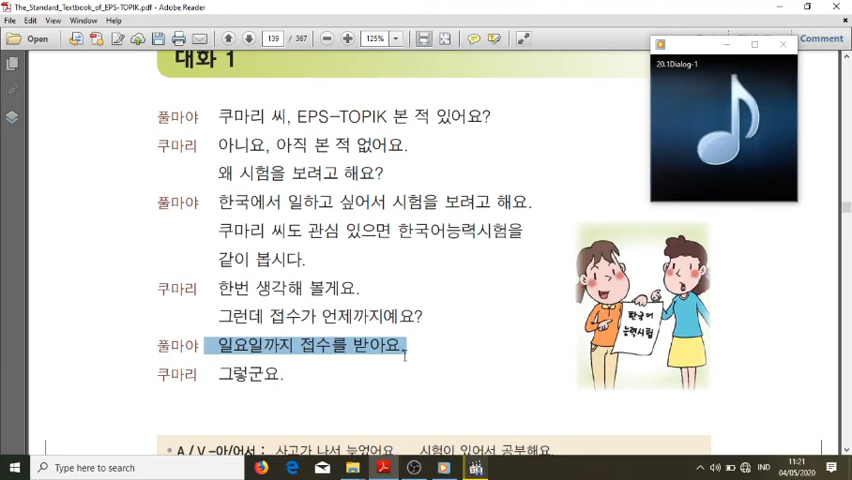 The_Standard_Textbook_of_EPS-TOPIK.pdf - Adobe Reader
File Edit View Window Help
Open
139 / 367
125%
Comment
대화 1
20.1Dialog-1
풀마야 쿠마리 씨, EPS-TOPIK 본 적 있어요?
쿠마리 아니요, 아직 본 적 없어요.
왜 시험을 보려고 해요?
풀마야 한국에서 일하고 싶어서 시험을 보려고 해요.
쿠마리 씨도 관심 있으면 한국어능력시험을
같이 봅시다.
쿠마리 한번 생각해 볼게요.
그런데 접수가 언제까지예요?
풀마야 일요일까지 접수를 받아요.
쿠마리 그렇군요.
한국어
능력시험
• A / V -아/어서 : 사고가 나서 늦었어요. 시험이 있어서 공부해요.
Type here to search
IND
11:21
04/05/2020